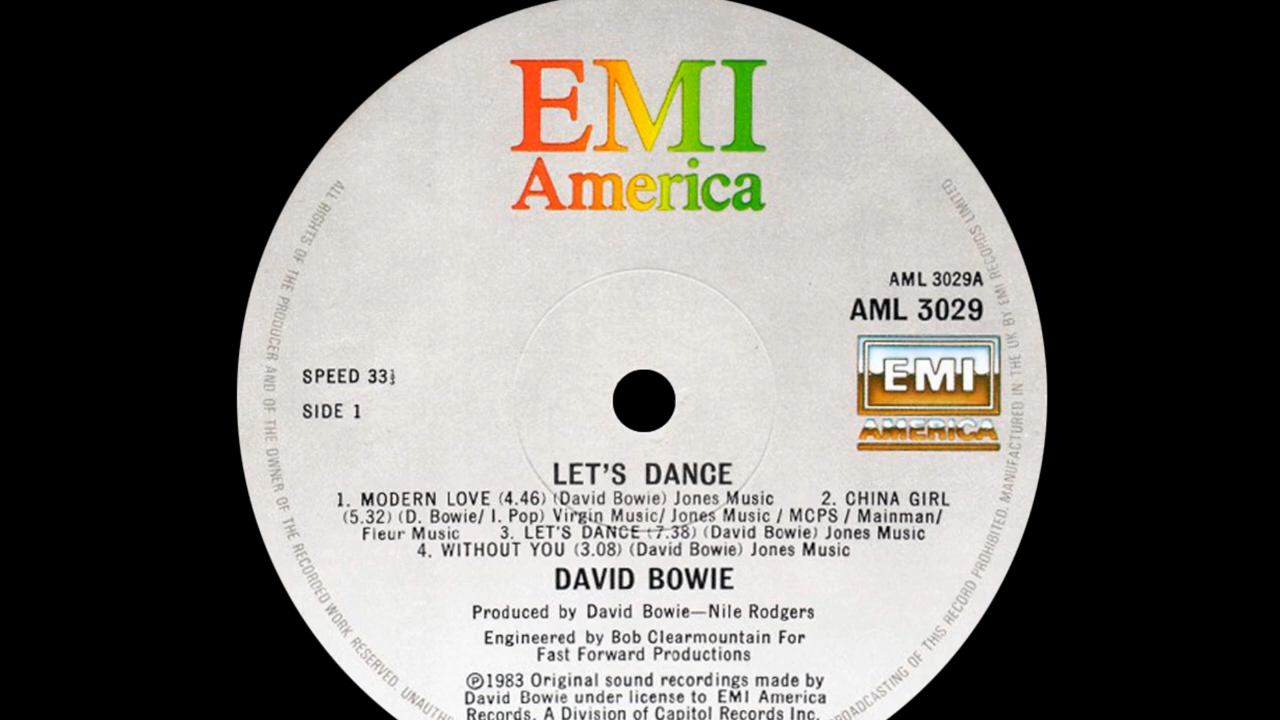 EMI
America
AML 3029A
AML 3029
EMI
AMERICA
SPEED 33⅓
SIDE 1
LET'S DANCE
1. MODERN LOVE (4.46) (David Bowie) Jones Music 2. CHINA GIRL
(5.32) (D. Bowie/ I. Pop) Virgin Music/ Jones Music / MCPS / Mainman/
Fleur Music 3. LET'S DANCE (7.38) (David Bowie) Jones Music
4. WITHOUT YOU (3.08) (David Bowie) Jones Music
DAVID BOWIE
Produced by David Bowie—Nile Rodgers
Engineered by Bob Clearmountain For
Fast Forward Productions
℗1983 Original sound recordings made by
David Bowie under license to EMI America
Records, A Division of Capitol Records Inc.
ALL RIGHTS OF THE PRODUCER AND OF THE OWNER OF THE RECORDED WORK RESERVED. UNAUTH
BROADCASTING OF THIS RECORD PROHIBITED. MANUFACTURED IN THE UK BY EMI RECORDS LIMITED